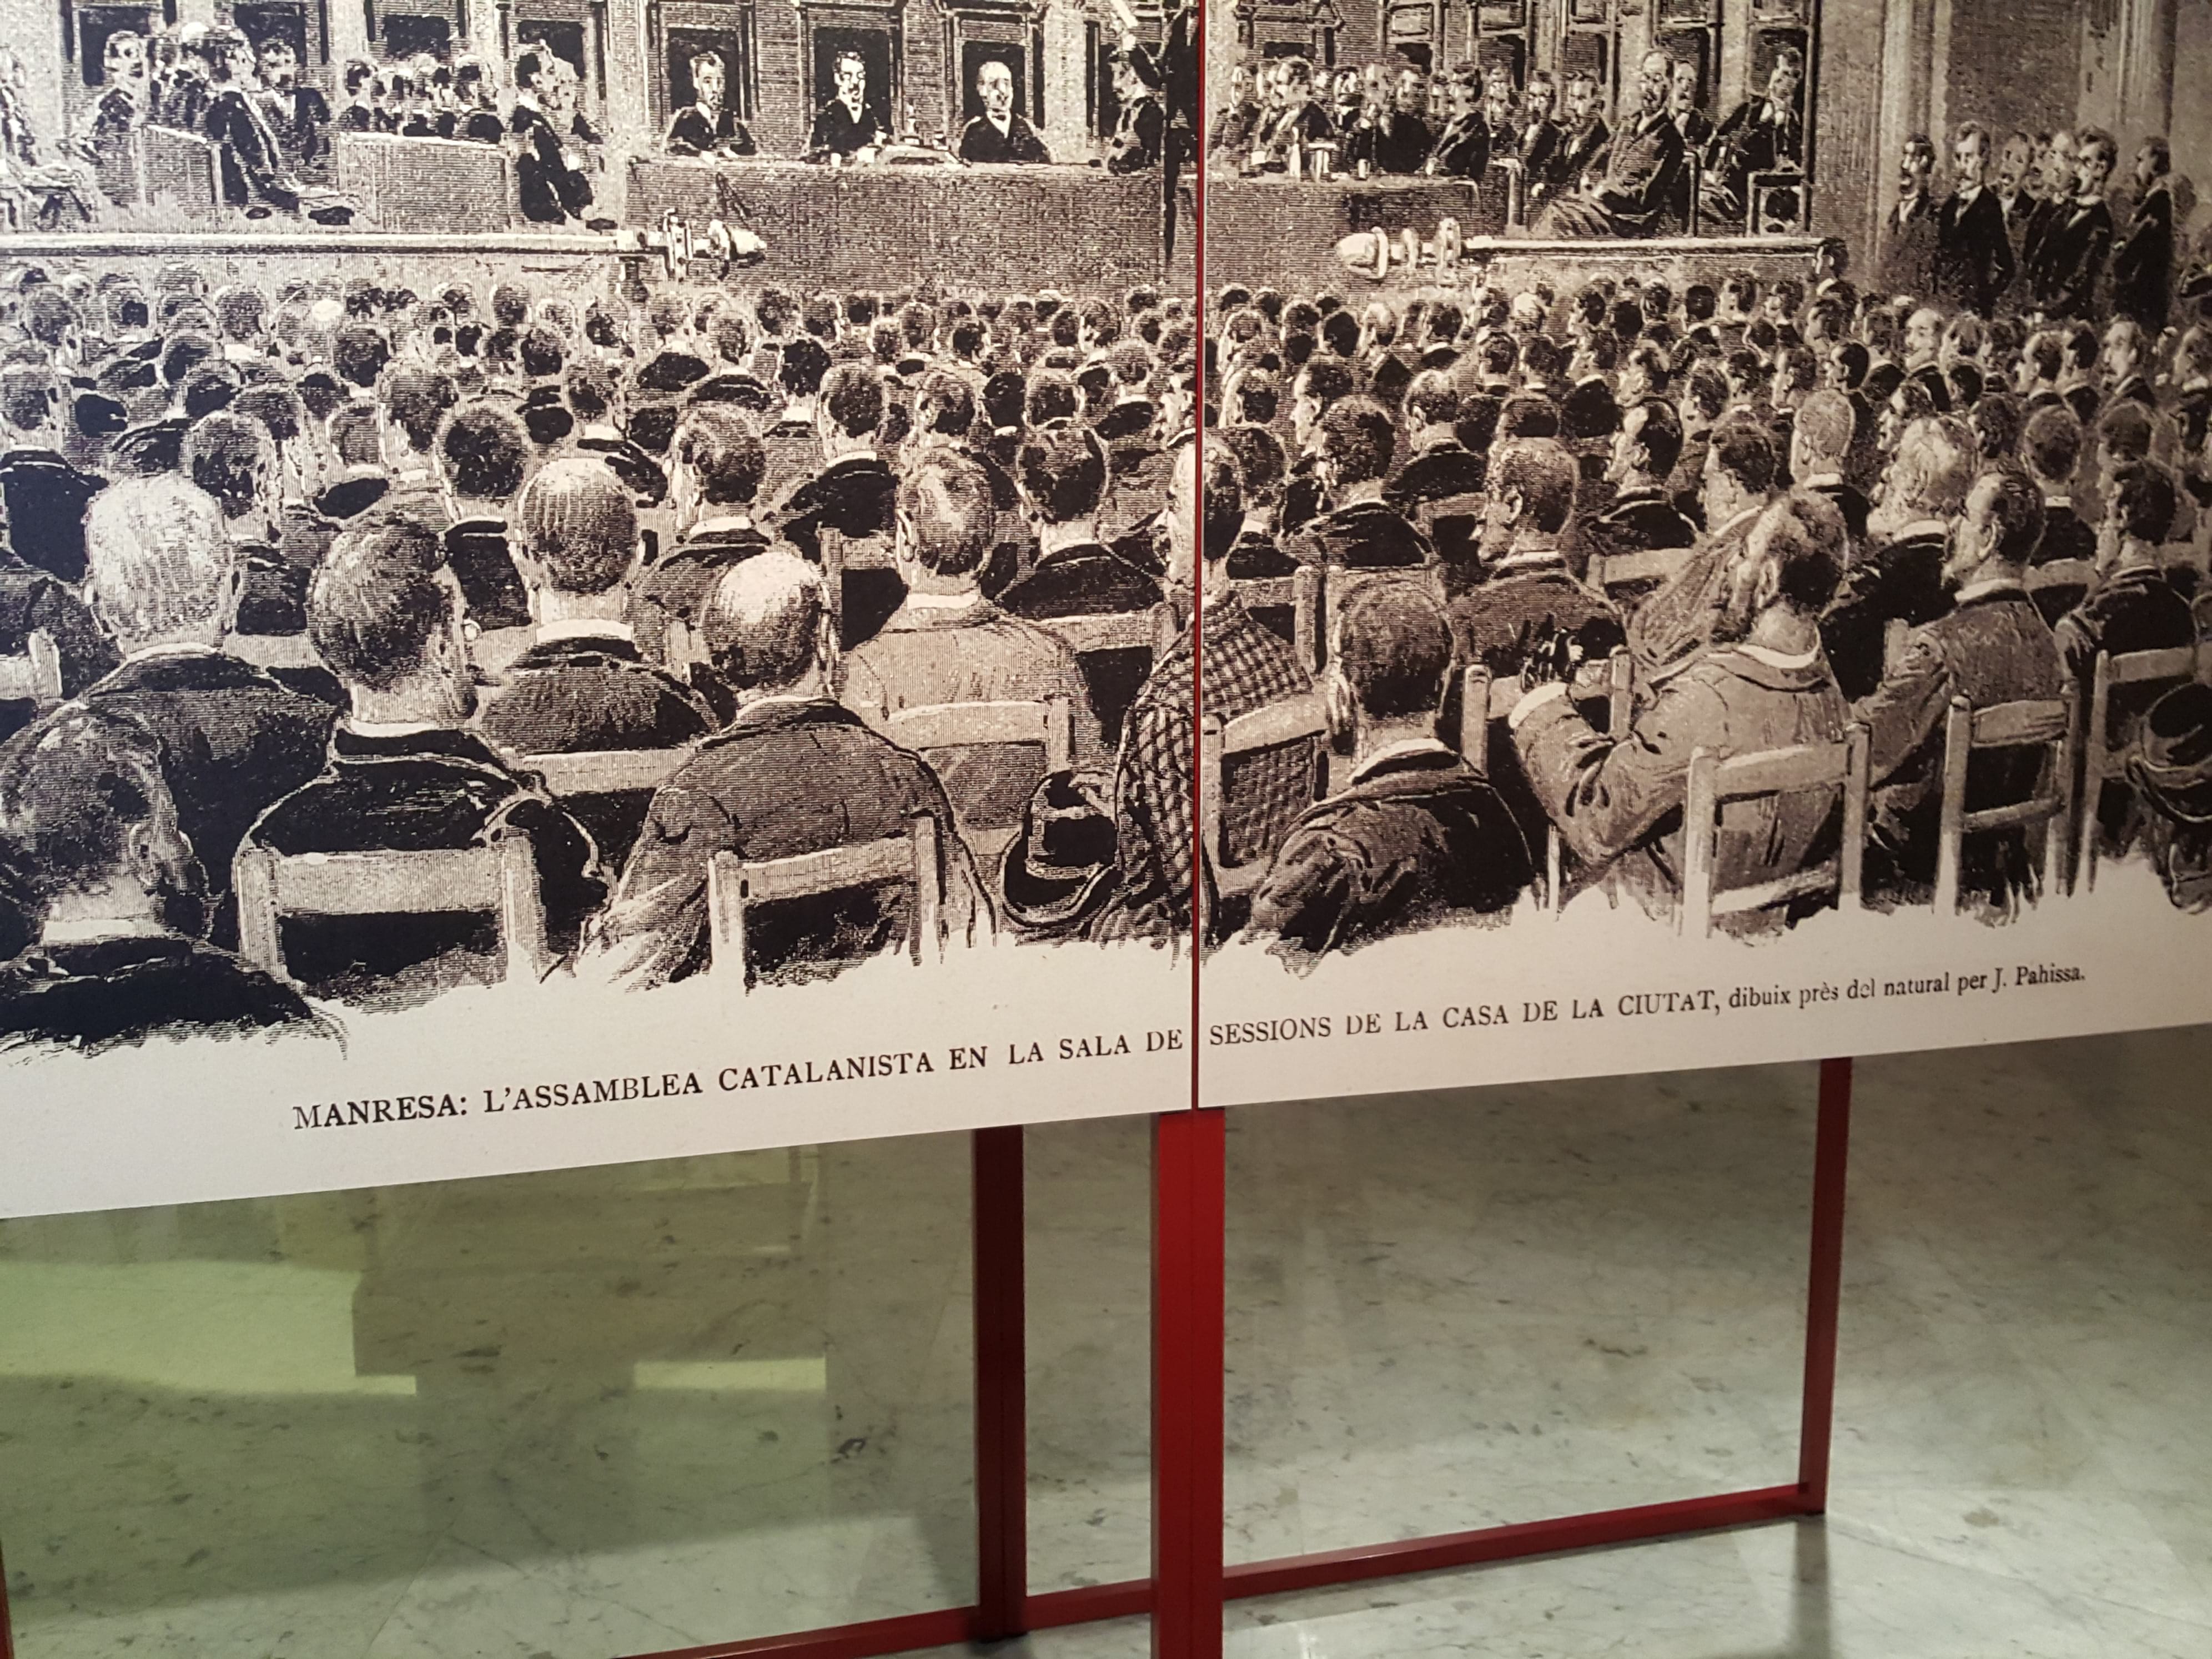 MANRESA: L'ASSAMBLEA CATALANISTA EN LA SALA DE SESSIONS DE LA CASA DE LA CIUTAT, dibuix près del natural per J. Pahissa.